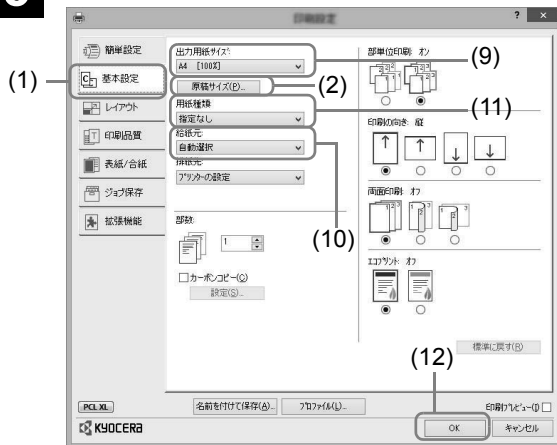 印刷設定
? ×
簡単設定
(1)
基本設定
レイアウト
印刷品質
表紙/合紙
ジョブ保存
拡張機能
出力用紙サイズ:
A4 [100%]
(9)
原稿サイズ(P)...
(2)
用紙種類
指定なし
(11)
給紙元:
自動選択
(10)
排紙先:
プリンターの設定
部数:
1
カーボンコピー(C)
設定(S)...
部単位印刷: オン
印刷の向き: 縦
両面印刷: オフ
エコプリント: オフ
(12)
標準に戻す(R)
PCL XL
名前を付けて保存(A)...
プロファイル(L)...
印刷プレビュー(I)
KYOCERA
OK
キャンセル